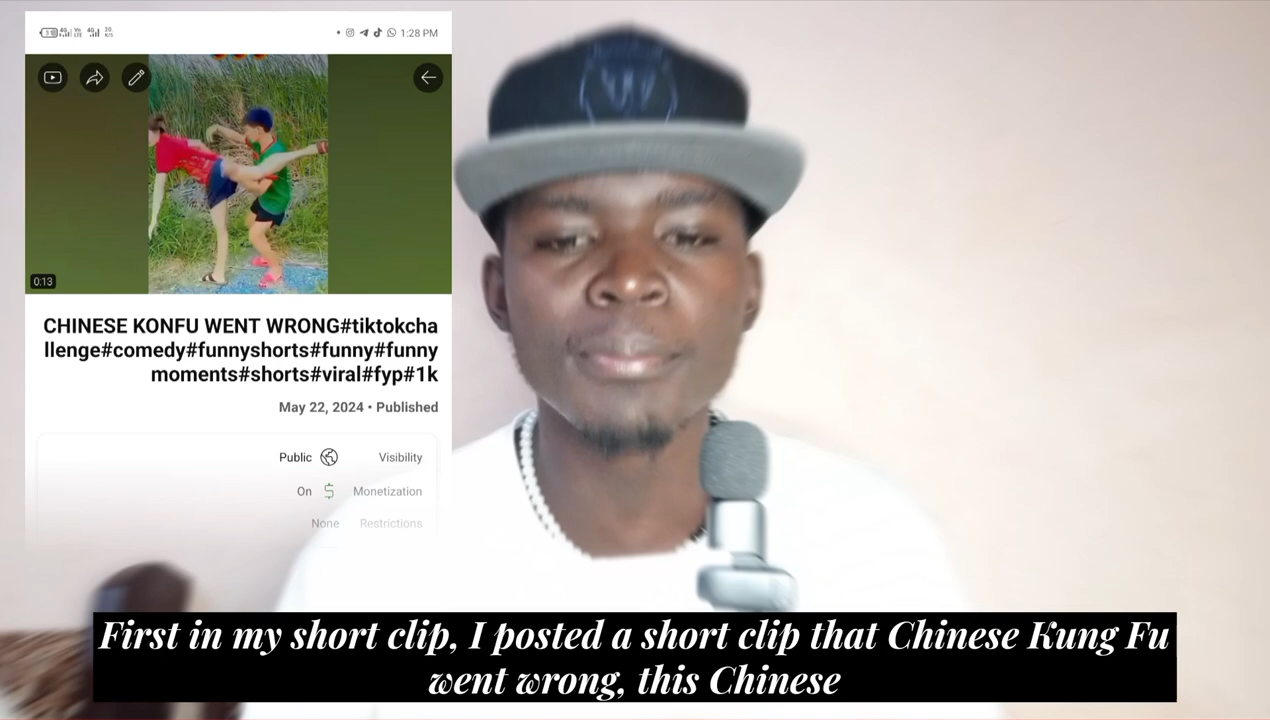 1:28 PM
0:13
CHINESE KONFU WENT WRONG#tiktokcha
llenge#comedy#funnyshorts#funny#funny
moments#shorts#viral#fyp#1k
May 22, 2024 • Published
Public Visibility
On Monetization
None Restrictions
First in my short clip, I posted a short clip that Chinese Kung Fu
went wrong, this Chinese